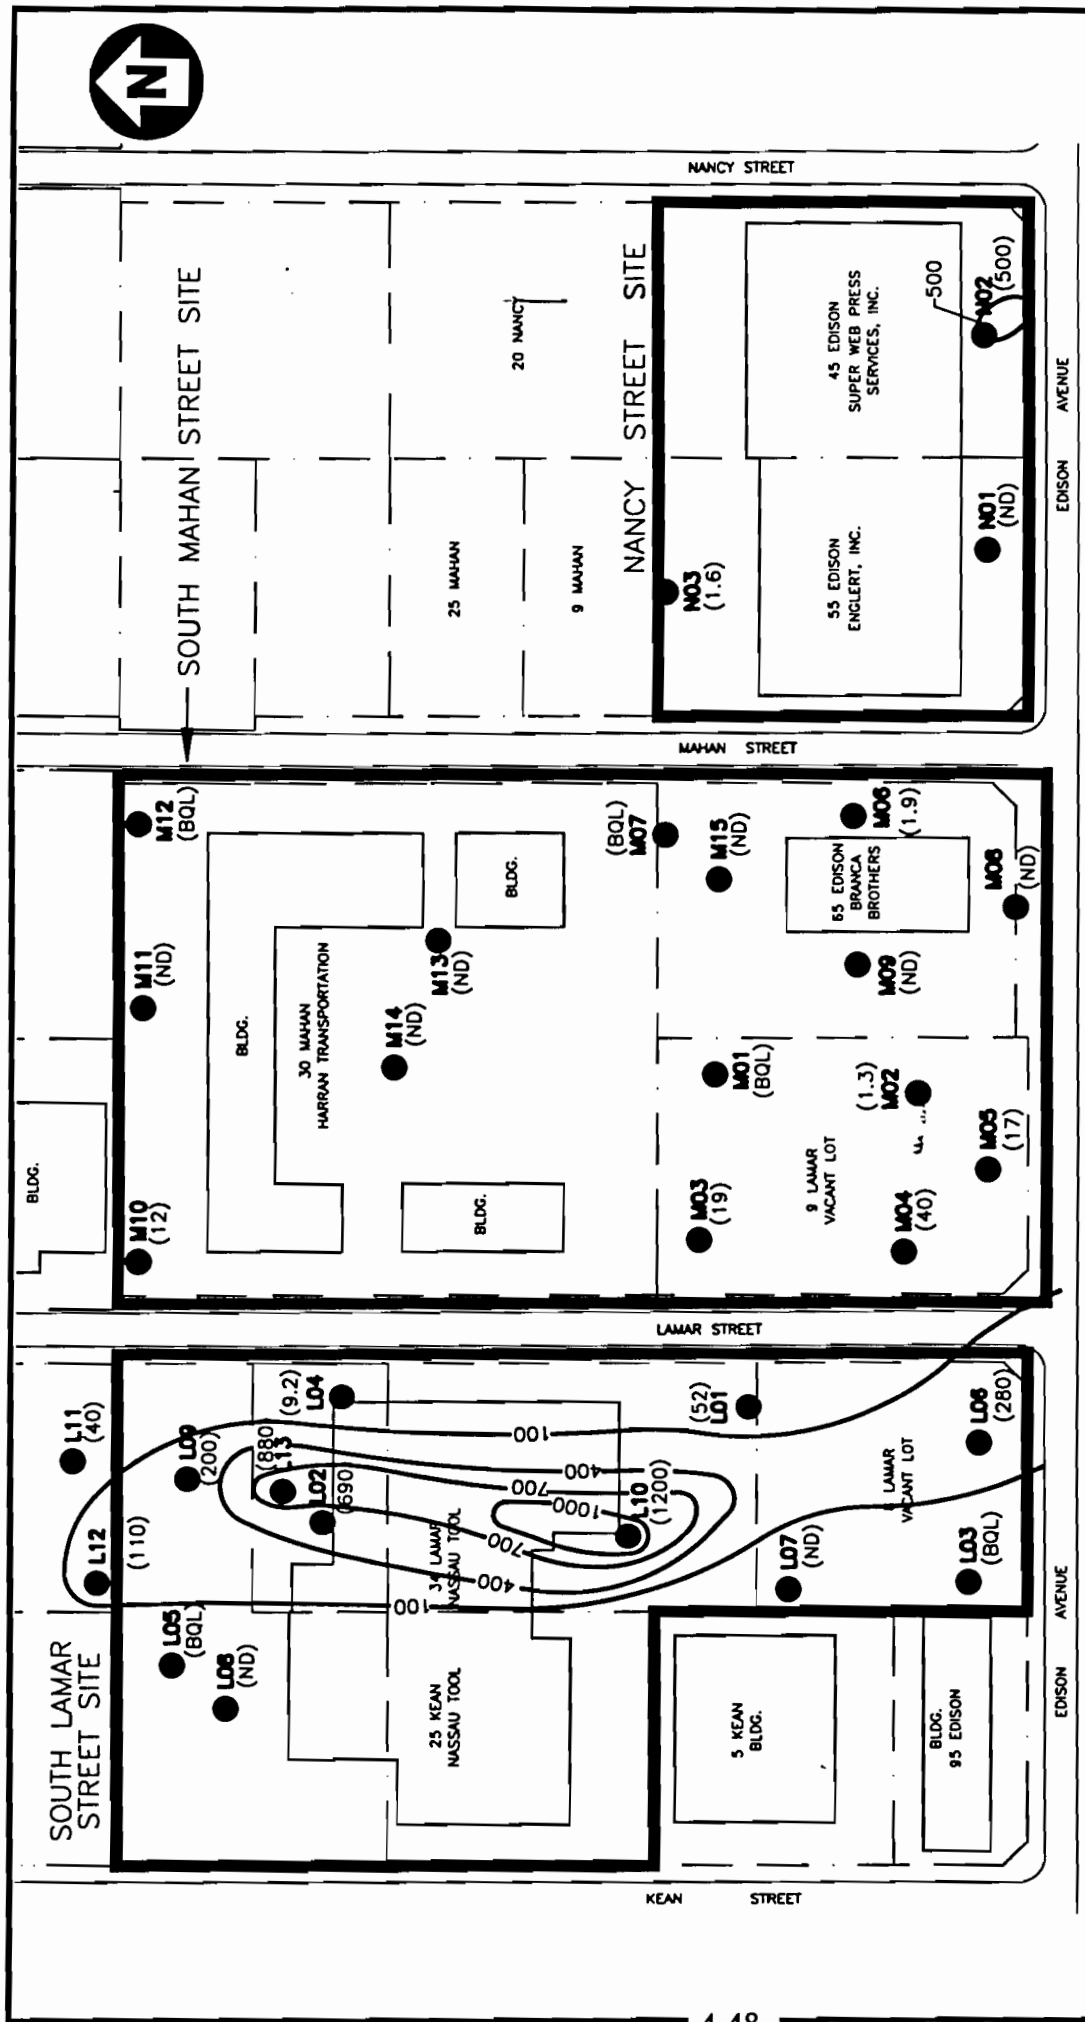 N
NANCY STREET
SOUTH MAHAN STREET SITE
20 NANCY
NANCY STREET SITE
45 EDISON
SUPER WEB PRESS
SERVICES, INC.
500
N02
(500)
25 MAHAN
9 MAHAN
N03
(1.6)
55 EDISON
ENGLERT, INC.
N01
(ND)
EDISON AVENUE
MAHAN STREET
M12
(BQL)
M11
(ND)
M10
(12)
BLDG.
BLDG.
30 MAHAN
HARRAN TRANSPORTATION
BLDG.
M13
(ND)
M14
(ND)
BLDG.
(BQL)
M07
M15
(ND)
M06
(1.9)
65 EDISON
BRANCA
BROTHERS
M08
(ND)
M09
(ND)
M01
(BQL)
(1.3)
M02
M05
(17)
M03
(19)
9 LAMAR
VACANT LOT
M04
(40)
LAMAR STREET
L11
(40)
L12
(110)
L09
(200)
(9.2)
L04
(880)
L13
L02
(690
(52)
L01
L10
(1200)
100
400
700
1000
700
400
100
34 LAMAR
NASSAU TOOL
L06
(280)
LAMAR
VACANT LOT
L07
(ND)
L03
(BQL)
L05
(BQL)
L08
(ND)
SOUTH LAMAR
STREET SITE
25 KEAN
NASSAU TOOL
5 KEAN
BLDG.
BLDG.
95 EDISON
EDISON AVENUE
KEAN STREET
4-48